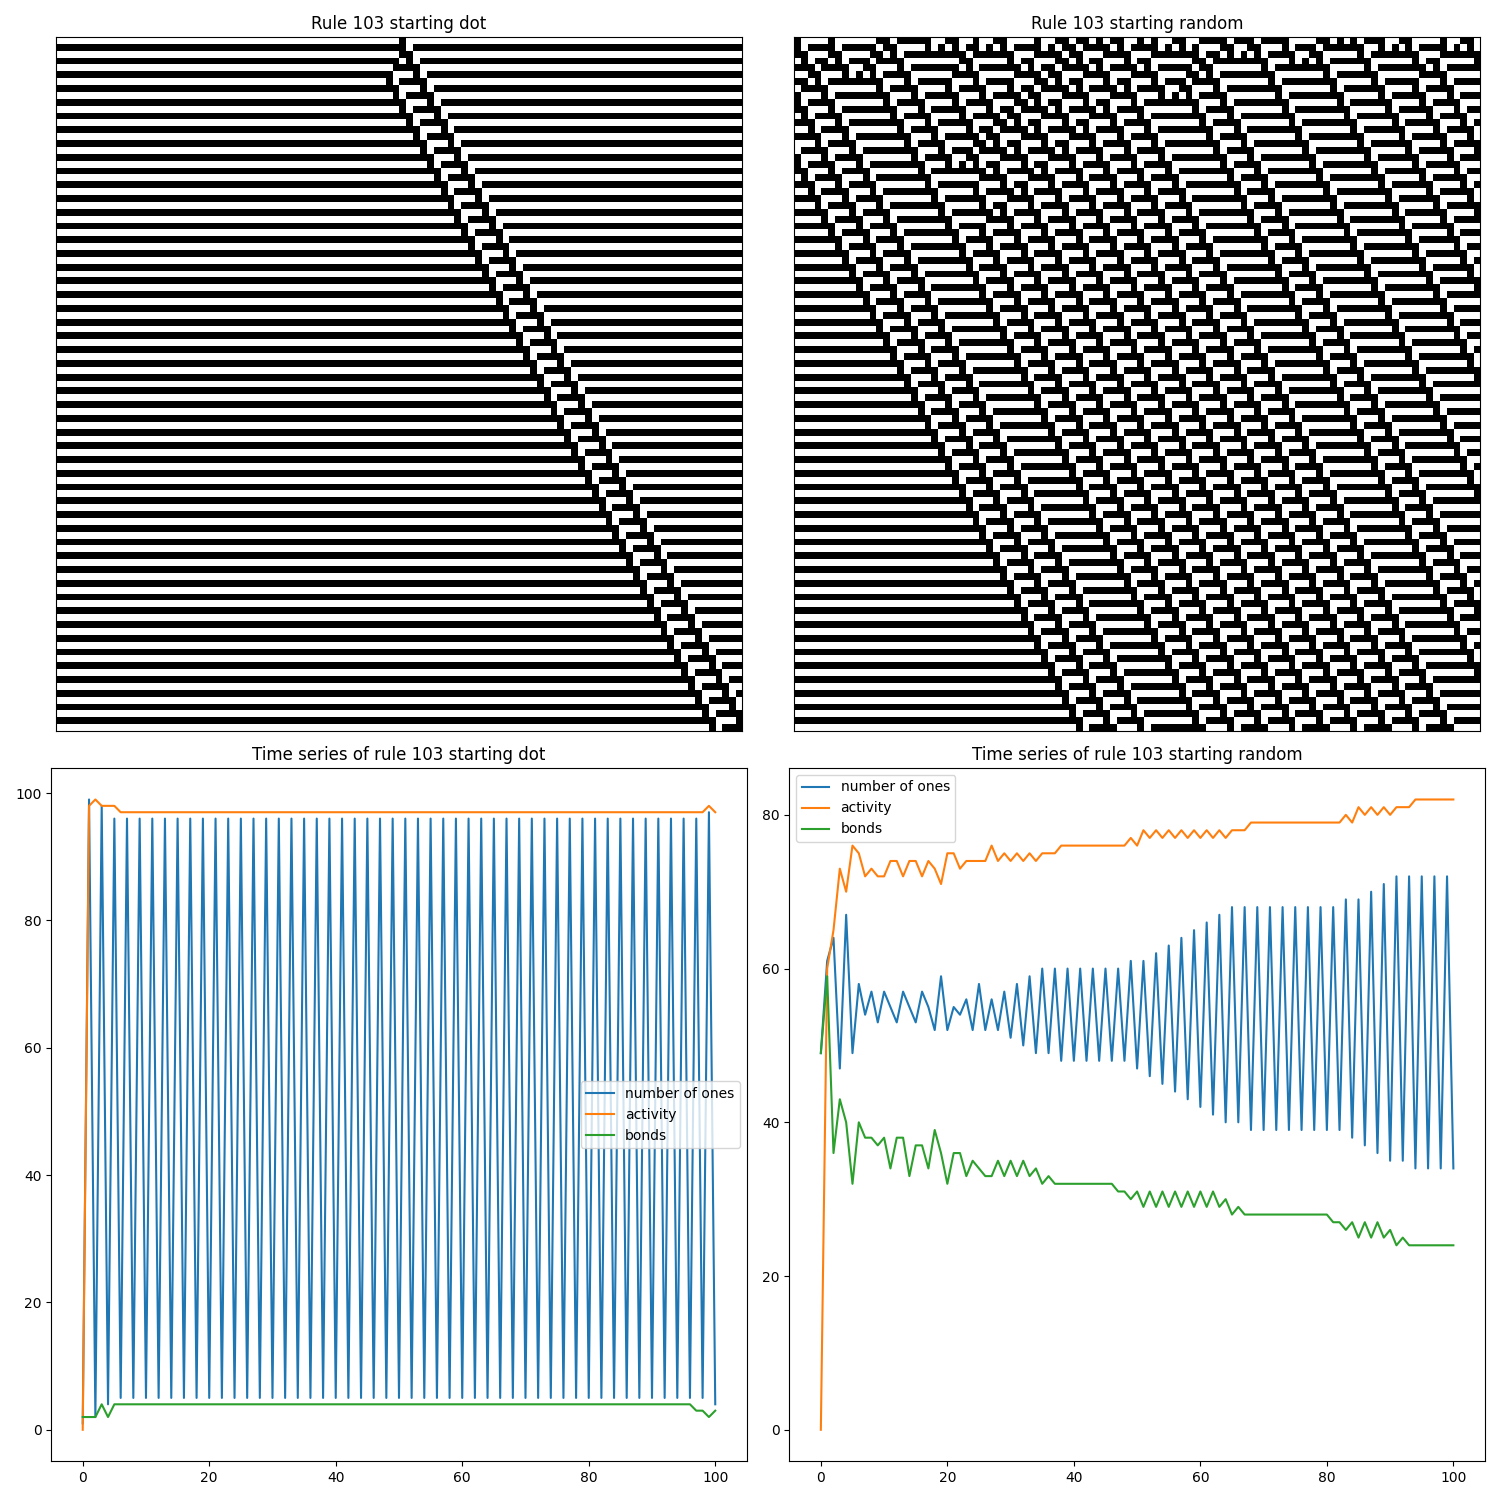 Rule 103 starting dot
Rule 103 starting random
Time series of rule 103 starting dot
100
80
60
40
20
0
number of ones
activity
bonds
0 20 40 60 80 100
Time series of rule 103 starting random
number of ones
activity
bonds
80
60
40
20
0
0 20 40 60 80 100